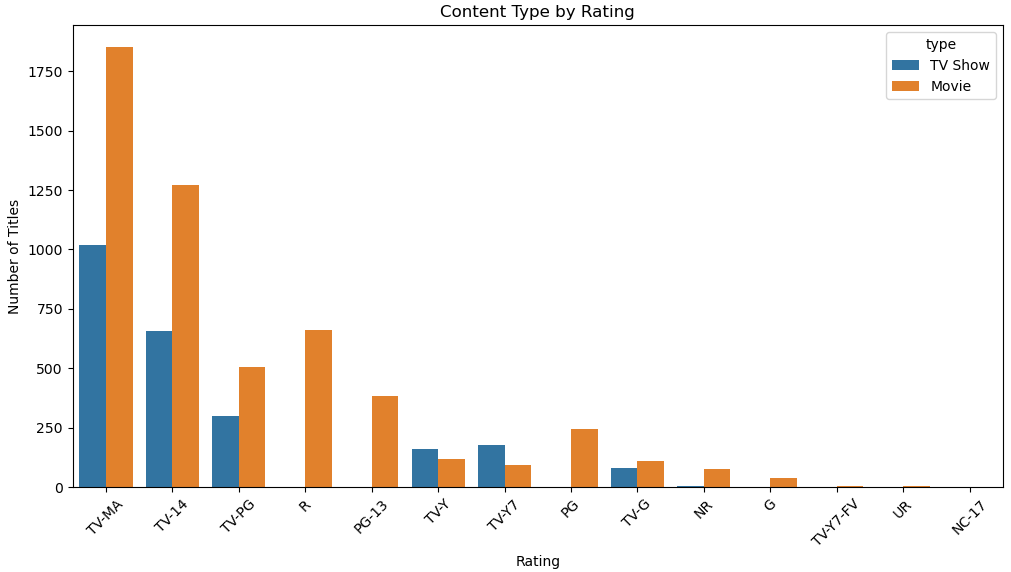 Content Type by Rating
type
TV Show
Movie
Number of Titles
1750
1500
1250
1000
750
500
250
0
TV-MA
TV-14
TV-PG
R
PG-13
TV-Y
TV-Y7
PG
TV-G
NR
G
TV-Y7-FV
UR
NC-17
Rating